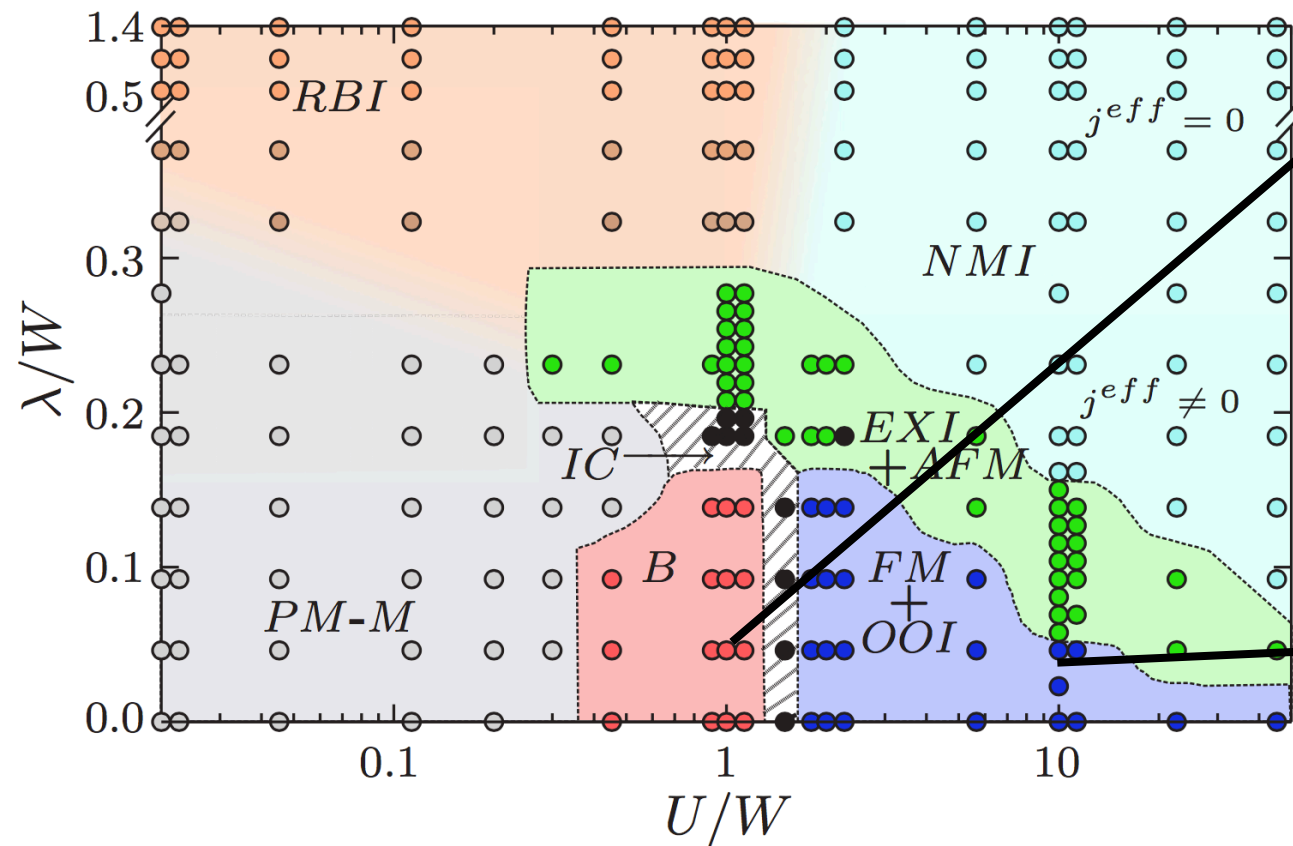 1.4
0.5
0.3
0.2
0.1
0.0
λ/W
RBI
j^{eff} = 0
NMI
j^{eff} ≠ 0
EXI
+AFM
IC
B
FM
+
OOI
PM-M
0.1
1
10
U/W